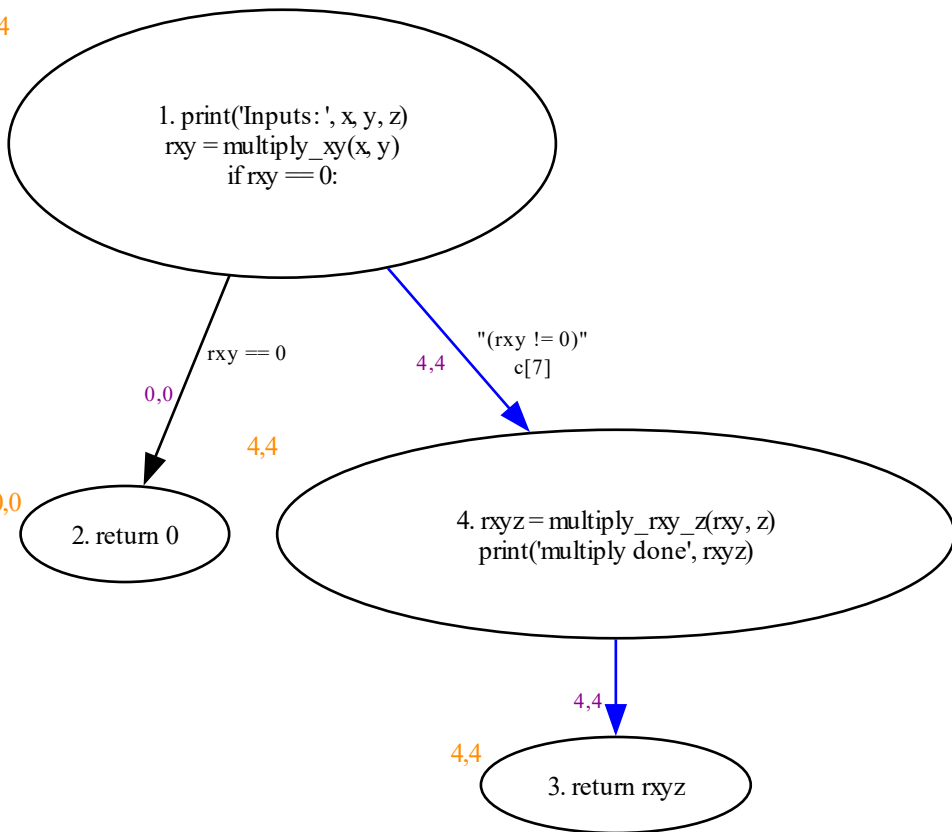 4
1. print('Inputs: ', x, y, z)
rxy = multiply_xy(x, y)
if rxy == 0:
rxy == 0
0,0
"(rxy != 0)"
c[7]
4,4
0,0
2. return 0
4,4
4. rxyz = multiply_rxy_z(rxy, z)
print('multiply done', rxyz)
4,4
4,4
3. return rxyz